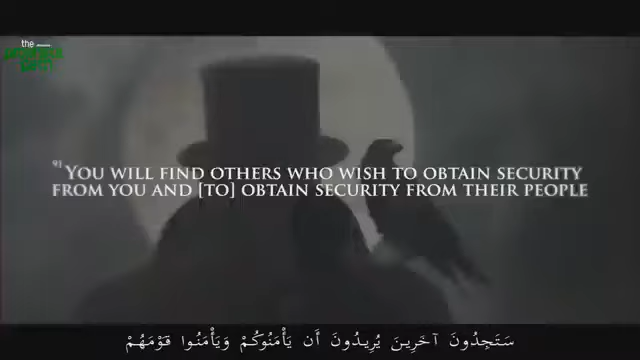 the
91 YOU WILL FIND OTHERS WHO WISH TO OBTAIN SECURITY
FROM YOU AND [TO] OBTAIN SECURITY FROM THEIR PEOPLE
سَتَجِدُونَ آخَرِينَ يُرِيدُونَ أَن يَأْمَنُوكُمْ وَيَأْمَنُوا قَوْمَهُمْ